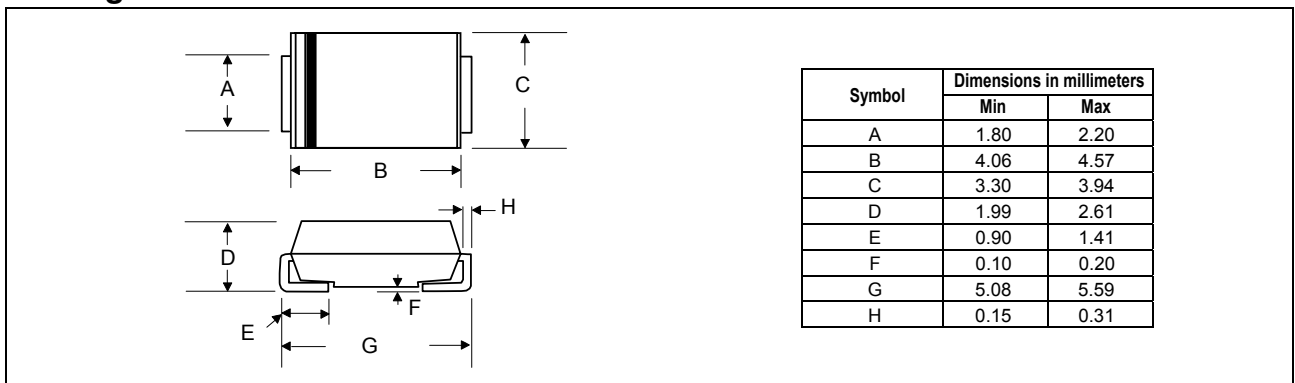 A
C
B
H
D
F
E
G
Symbol Dimensions in millimeters
Min Max
A 1.80 2.20
B 4.06 4.57
C 3.30 3.94
D 1.99 2.61
E 0.90 1.41
F 0.10 0.20
G 5.08 5.59
H 0.15 0.31